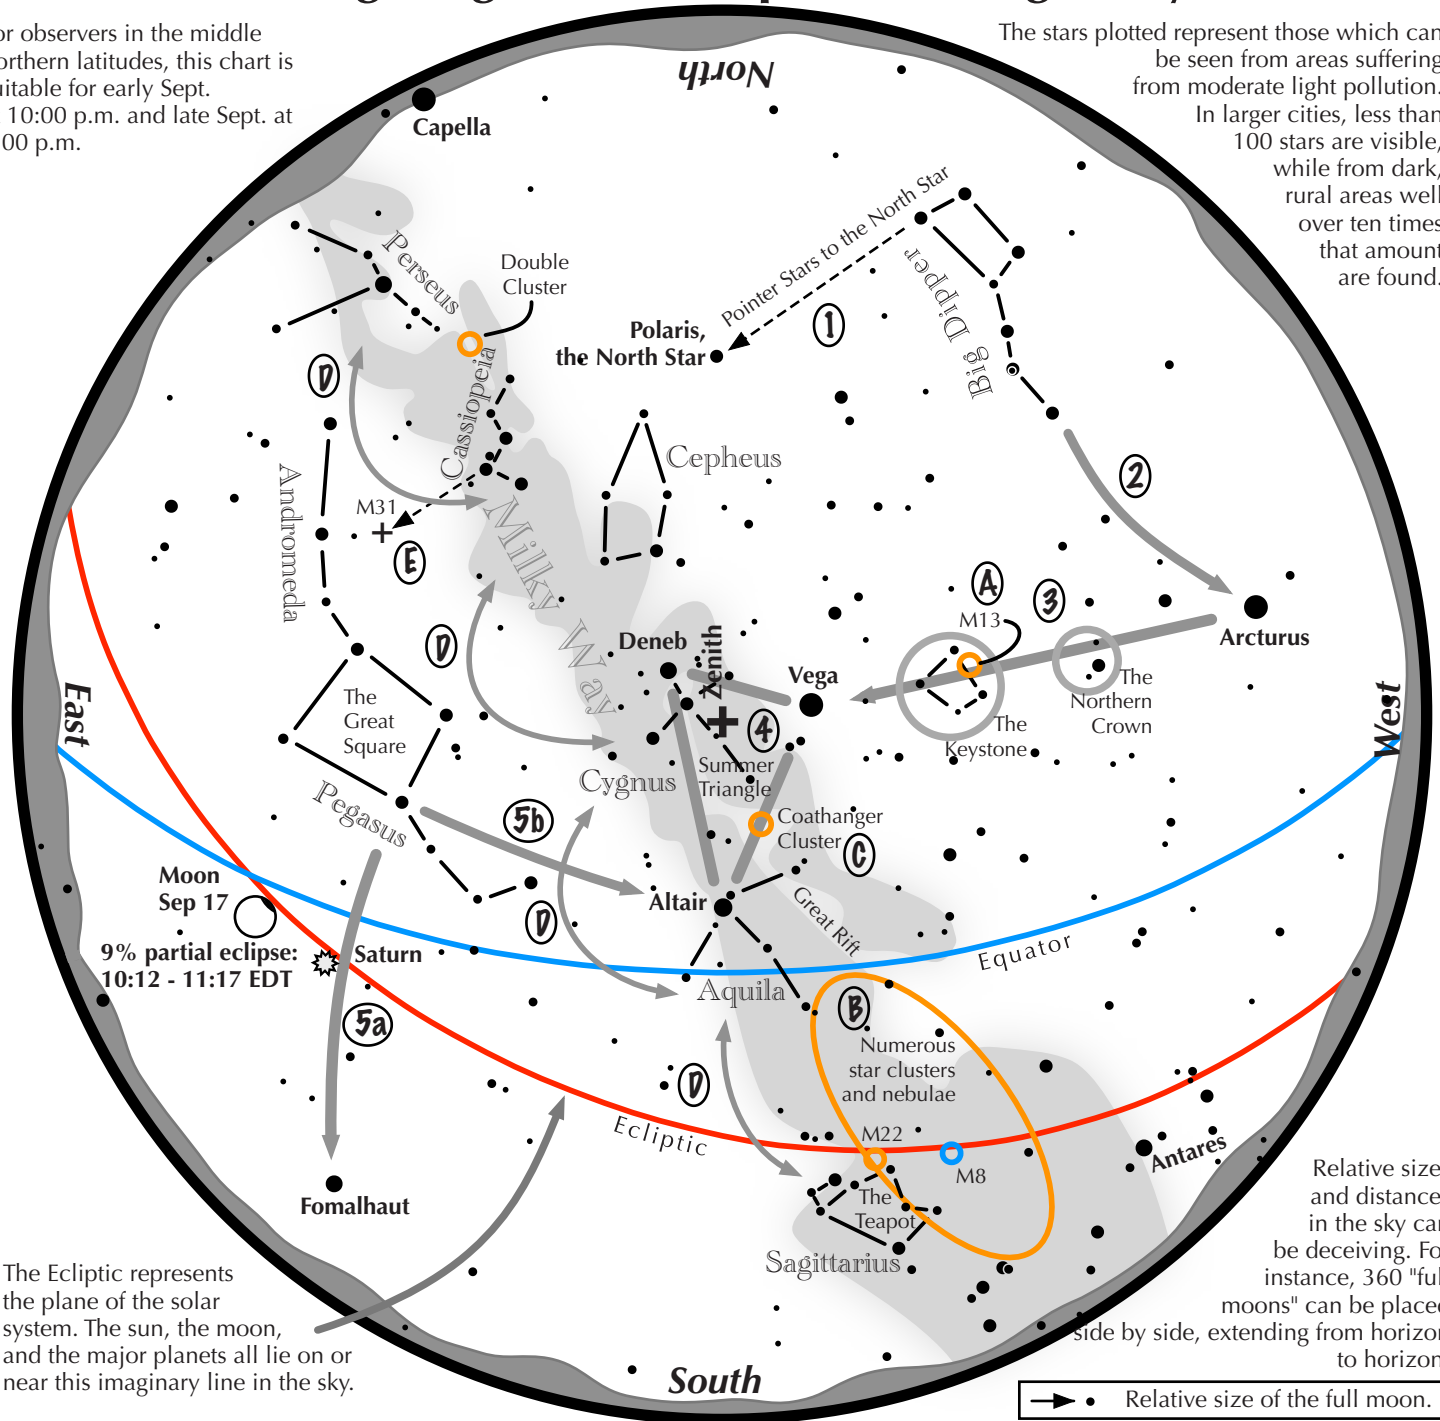 or observers in the middle
orthern latitudes, this chart is
uitable for early Sept.
10:00 p.m. and late Sept. at
00 p.m.
The stars plotted represent those which can
be seen from areas suffering
from moderate light pollution.
In larger cities, less than
100 stars are visible,
while from dark,
rural areas well
over ten times
that amount
are found.
North
Capella
Perseus
Double
Cluster
Pointer Stars to the North Star
Big Dipper
1
Polaris,
the North Star
D
Cassiopeia
Cepheus
2
Andromeda
M31
E
Milky Way
A
3
M13
Arcturus
D
Deneb
Zenith
Vega
The
Northern
Crown
The
Keystone
East
West
The
Great
Square
4
Cygnus
Summer
Triangle
Pegasus
5b
Coathanger
Cluster
C
Moon
Sep 17
Altair
Great Rift
D
9% partial eclipse:
10:12 - 11:17 EDT
Saturn
Equator
Aquila
5a
B
Numerous
star clusters
and nebulae
D
Ecliptic
M22
M8
Antares
The
Teapot
Fomalhaut
Sagittarius
The Ecliptic represents
the plane of the solar
system. The sun, the moon,
and the major planets all lie on or
near this imaginary line in the sky.
Relative size
and distance
in the sky can
be deceiving. Fo
instance, 360 "ful
moons" can be placed
side by side, extending from horizon
to horizon
South
Relative size of the full moon.